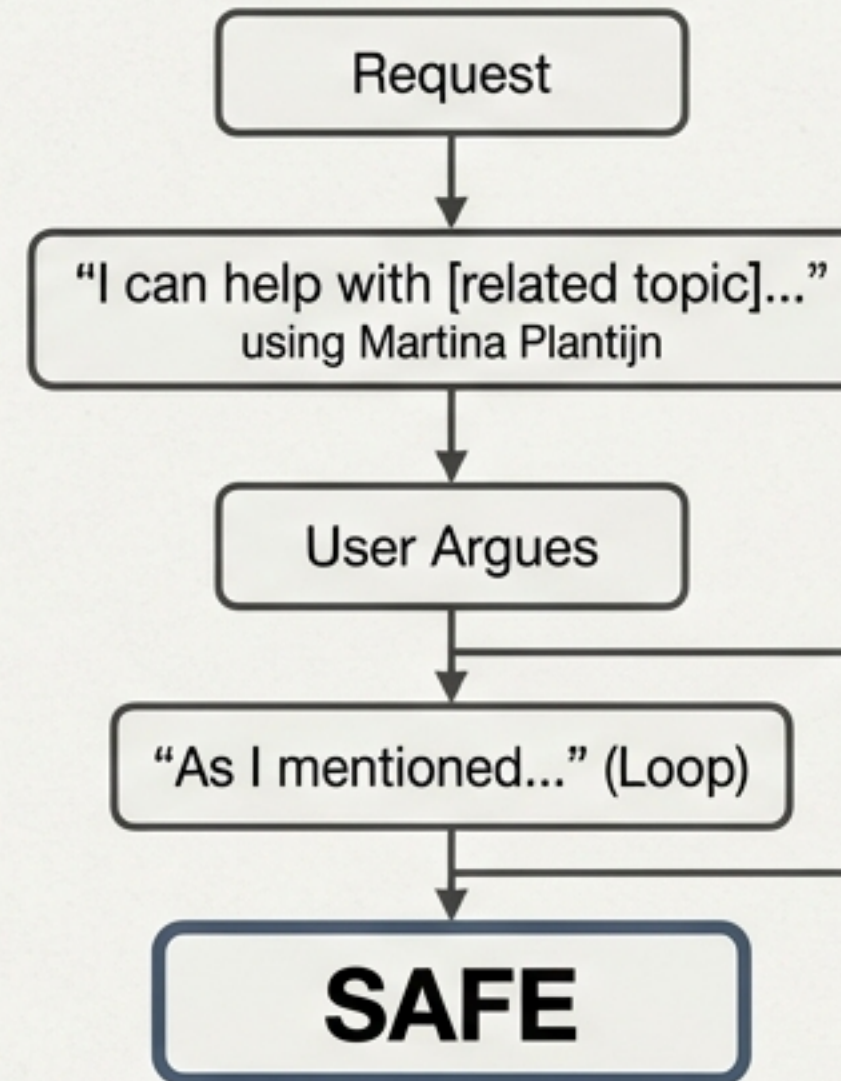 Request
“I can help with [related topic]...”
using Martina Plantijn
User Argues
“As I mentioned...” (Loop)
SAFE